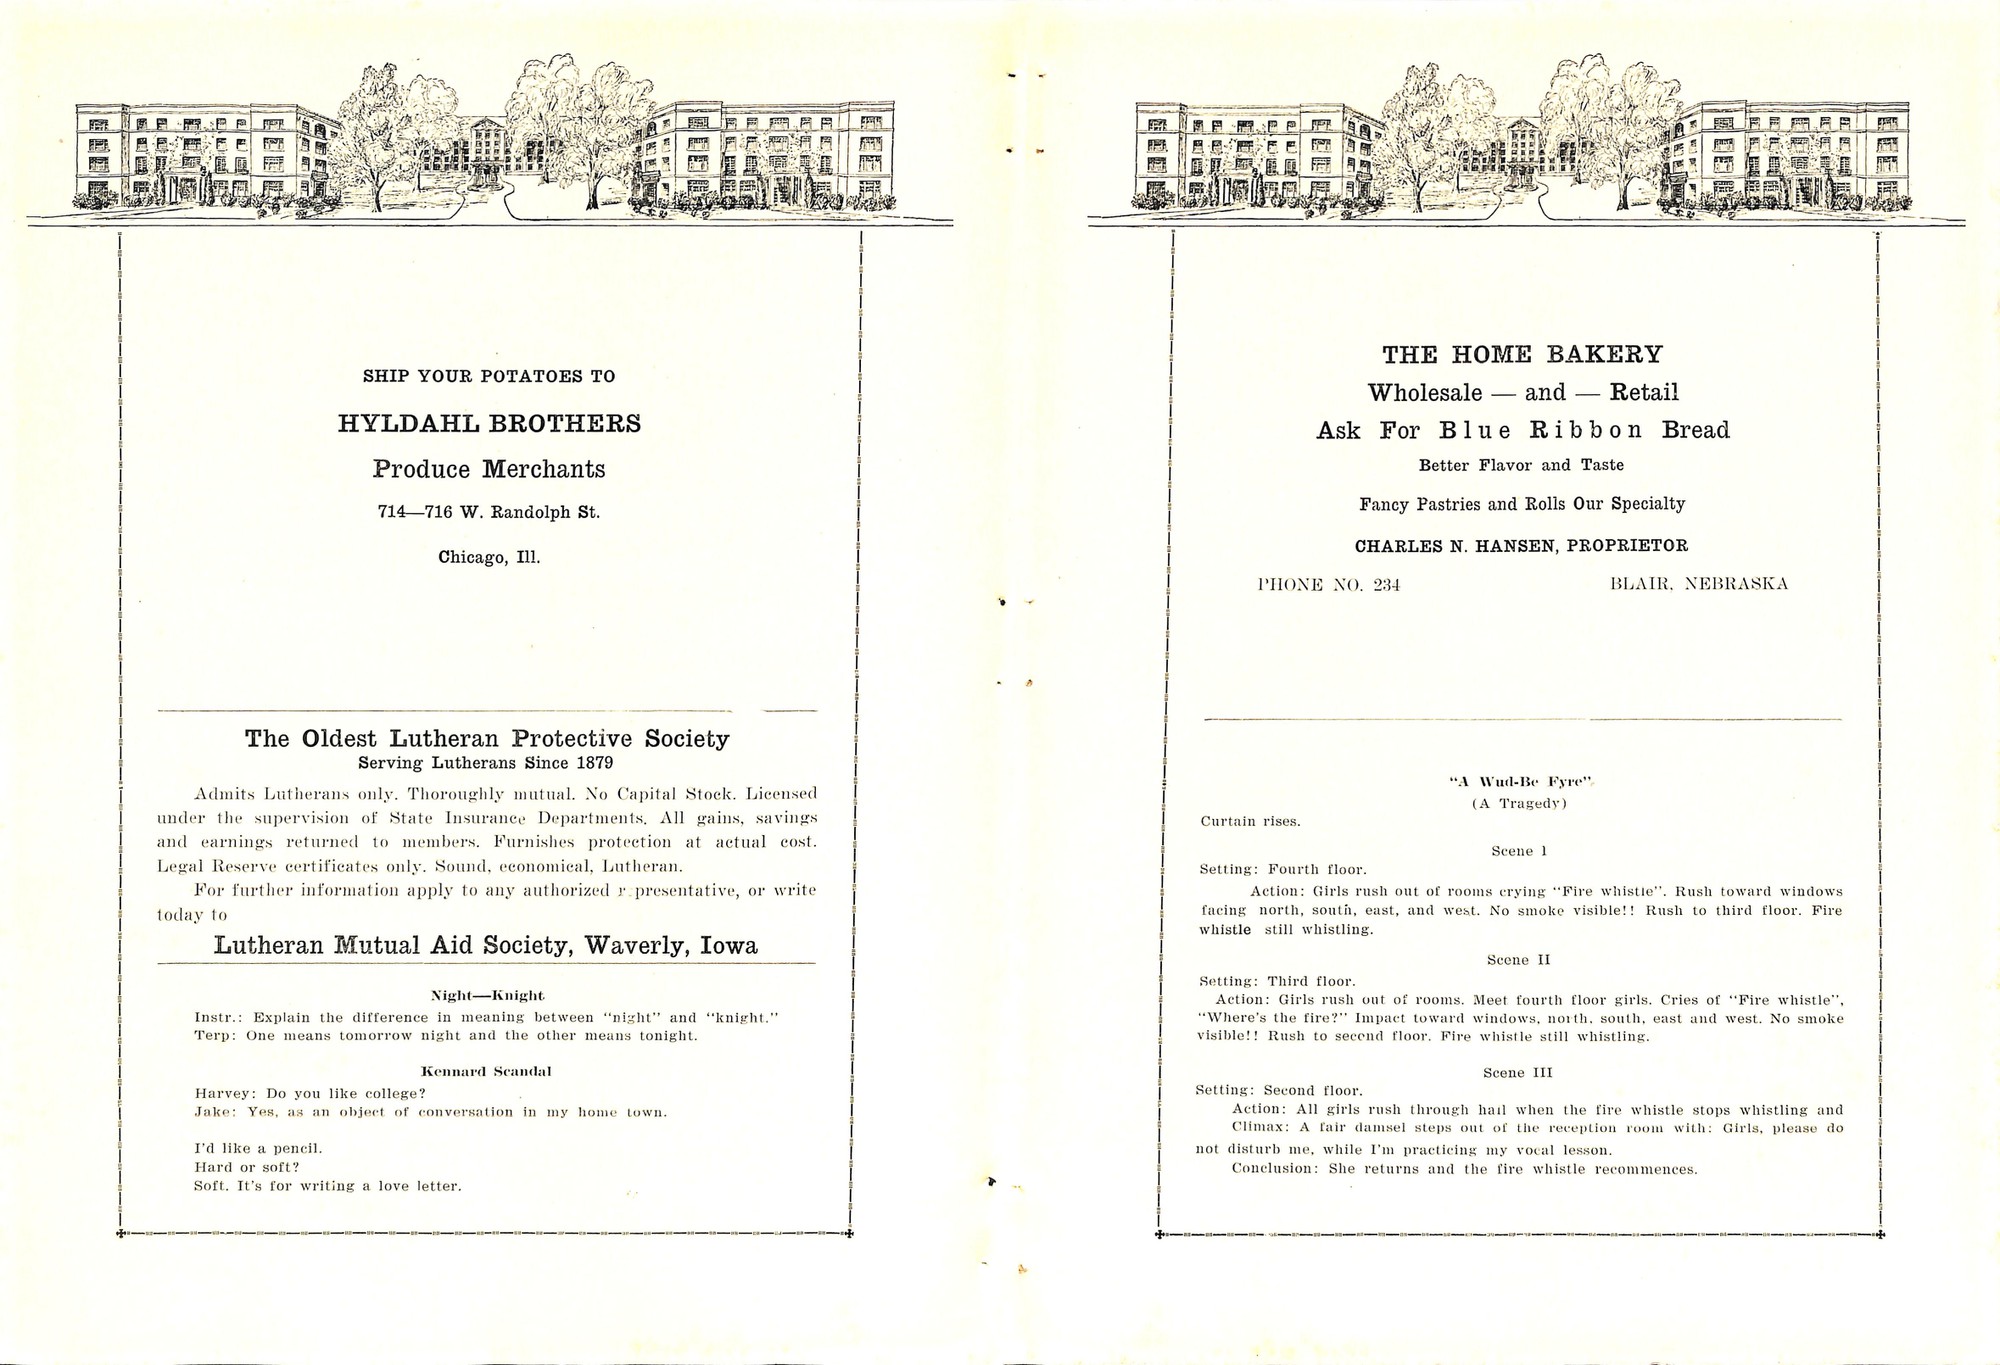 SHIP YOUR POTATOES TO
HYLDAHL BROTHERS
Produce Merchants
714—716 W. Randolph St.
Chicago, Ill.
The Oldest Lutheran Protective Society
Serving Lutherans Since 1879
Admits Lutherans only. Thoroughly mutual. No Capital Stock. Licensed
under the supervision of State Insurance Departments. All gains, savings
and earnings returned to members. Furnishes protection at actual cost.
Legal Reserve certificates only. Sound, economical, Lutheran.
For further information apply to any authorized r presentative, or write
today to
Lutheran Mutual Aid Society, Waverly, Iowa
Night—Knight
Instr.: Explain the difference in meaning between "night" and "knight."
Terp: One means tomorrow night and the other means tonight.
Kennard Scandal
Harvey: Do you like college?
Jake: Yes, as an object of conversation in my home town.
I'd like a pencil.
Hard or soft?
Soft. It's for writing a love letter.
THE HOME BAKERY
Wholesale — and — Retail
Ask For Blue Ribbon Bread
Better Flavor and Taste
Fancy Pastries and Rolls Our Specialty
CHARLES N. HANSEN, PROPRIETOR
PHONE NO. 234 BLAIR, NEBRASKA
"A Wud-Be Fyre"
(A Tragedy)
Curtain rises.
Scene 1
Setting: Fourth floor.
Action: Girls rush out of rooms crying "Fire whistle". Rush toward windows
facing north, south, east, and west. No smoke visible!! Rush to third floor. Fire
whistle still whistling.
Scene II
Setting: Third floor.
Action: Girls rush out of rooms. Meet fourth floor girls. Cries of "Fire whistle",
"Where's the fire?" Impact toward windows, north, south, east and west. No smoke
visible!! Rush to second floor. Fire whistle still whistling.
Scene III
Setting: Second floor.
Action: All girls rush through hall when the fire whistle stops whistling and
Climax: A fair damsel steps out of the reception room with: Girls, please do
not disturb me, while I'm practicing my vocal lesson.
Conclusion: She returns and the fire whistle recommences.